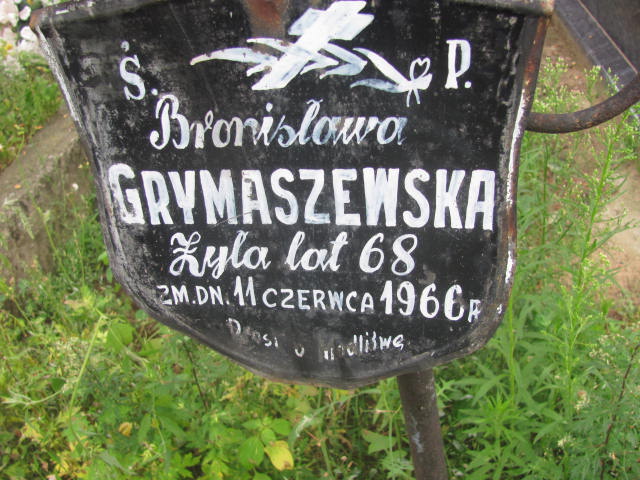 Ś. P.
Bronisława
GRYMASZEWSKA
Żyła lat 68
ZM. DN. 11 CZERWCA 1966 R